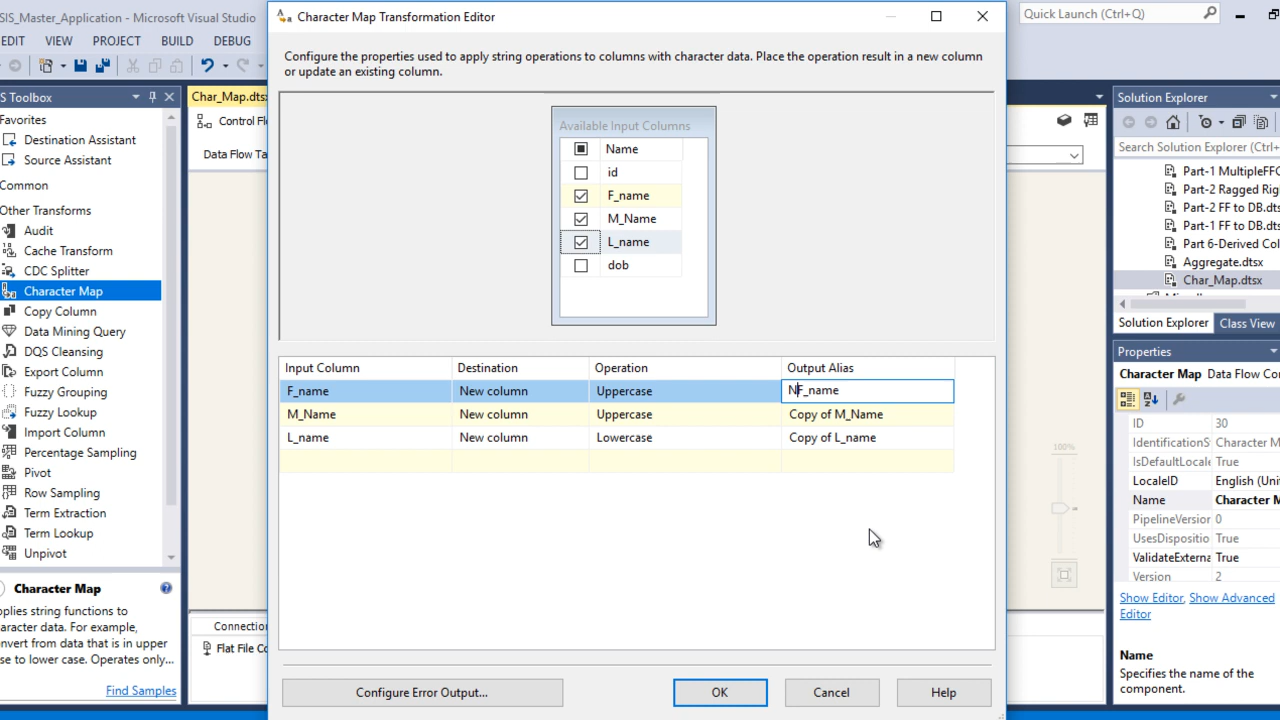 SIS_Master_Application - Microsoft Visual Studio
Character Map Transformation Editor
Quick Launch (Ctrl+Q)
EDIT VIEW PROJECT BUILD DEBUG
Configure the properties used to apply string operations to columns with character data. Place the operation result in a new column
or update an existing column.
S Toolbox
Favorites
Destination Assistant
Source Assistant
Common
Other Transforms
Audit
Cache Transform
CDC Splitter
Character Map
Copy Column
Data Mining Query
DQS Cleansing
Export Column
Fuzzy Grouping
Fuzzy Lookup
Import Column
Percentage Sampling
Pivot
Row Sampling
Term Extraction
Term Lookup
Unpivot
Character Map
pplies string functions to
aracter data. For example,
nvert from data that is in upper
se to lower case. Operates only...
Find Samples
Char_Map.dts
Control Fl
Data Flow Ta
Connection
Flat File Co
Available Input Columns
Name
id
F_name
M_Name
L_name
dob
Input Column Destination Operation Output Alias
F_name New column Uppercase NF_name
M_Name New column Uppercase Copy of M_Name
L_name New column Lowercase Copy of L_name
Configure Error Output...
OK
Cancel
Help
100%
Solution Explorer
Search Solution Explorer (Ctrl+
Part-1 MultipleFFC
Part-2 Ragged Rig
Part-2 FF to DB.dts
Part-1 FF to DB.dts
Part 6-Derived Col
Aggregate.dtsx
Char_Map.dtsx
Solution Explorer Class View
Properties
Character Map Data Flow Co
ID 30
IdentificationS Character M
IsDefaultLocale True
LocaleID English (Uni
Name Character M
PipelineVersion 0
UsesDispositio True
ValidateExterna True
Version 2
Show Editor, Show Advanced
Editor
Name
Specifies the name of the
component.